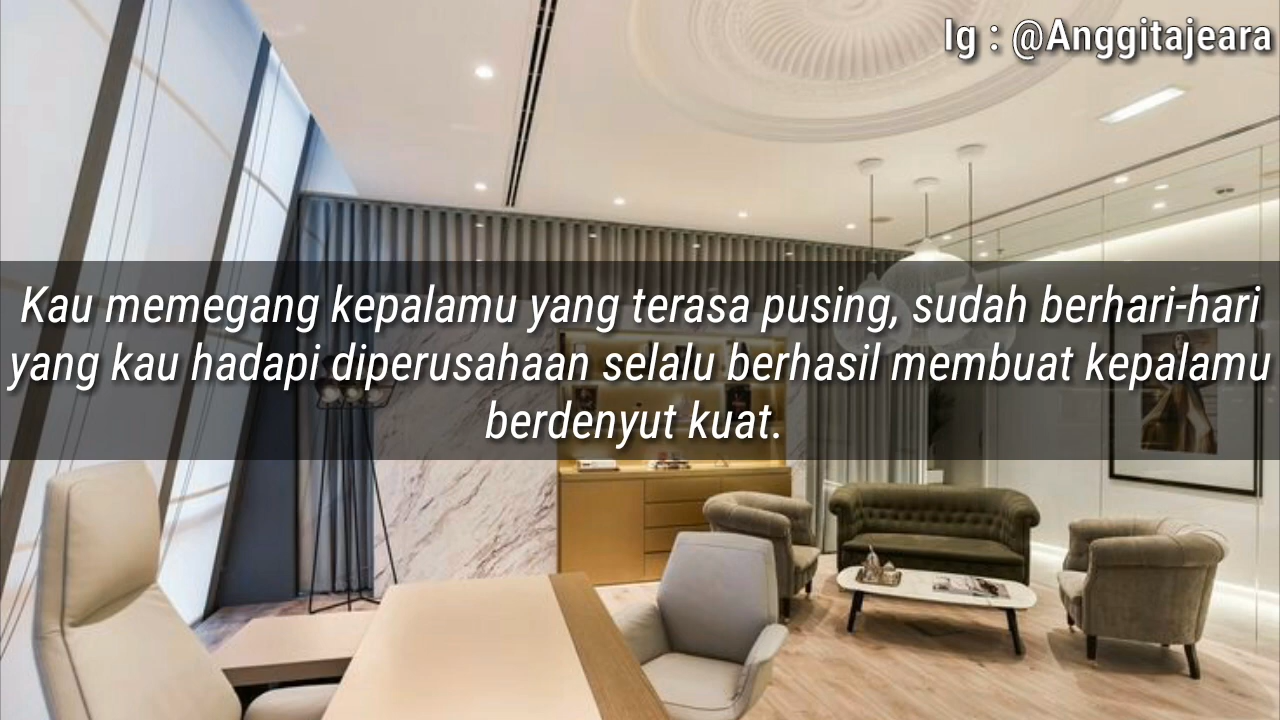 Ig : @Anggitajeara
Kau memegang kepalamu yang terasa pusing, sudah berhari-hari
yang kau hadapi diperusahaan selalu berhasil membuat kepalamu
berdenyut kuat.